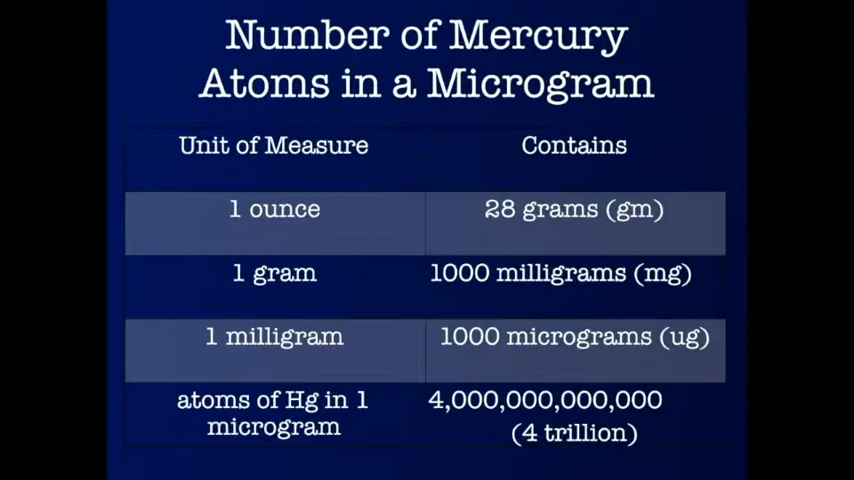 Number of Mercury
Atoms in a Microgram
Unit of Measure Contains
1 ounce 28 grams (gm)
1 gram 1000 milligrams (mg)
1 milligram 1000 micrograms (ug)
atoms of Hg in 1 4,000,000,000,000
microgram (4 trillion)